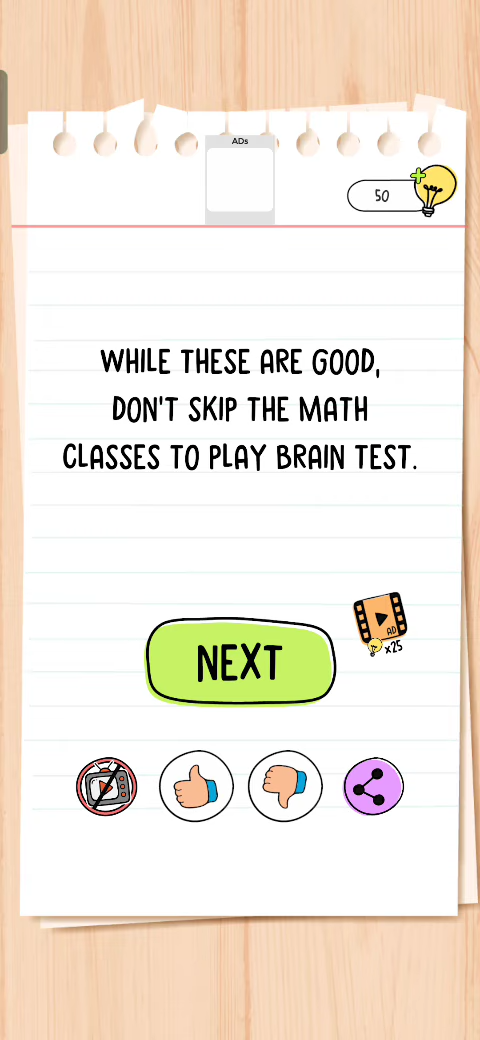 ADs
50
WHILE THESE ARE GOOD,
DON'T SKIP THE MATH
CLASSES TO PLAY BRAIN TEST.
AD
x25
NEXT